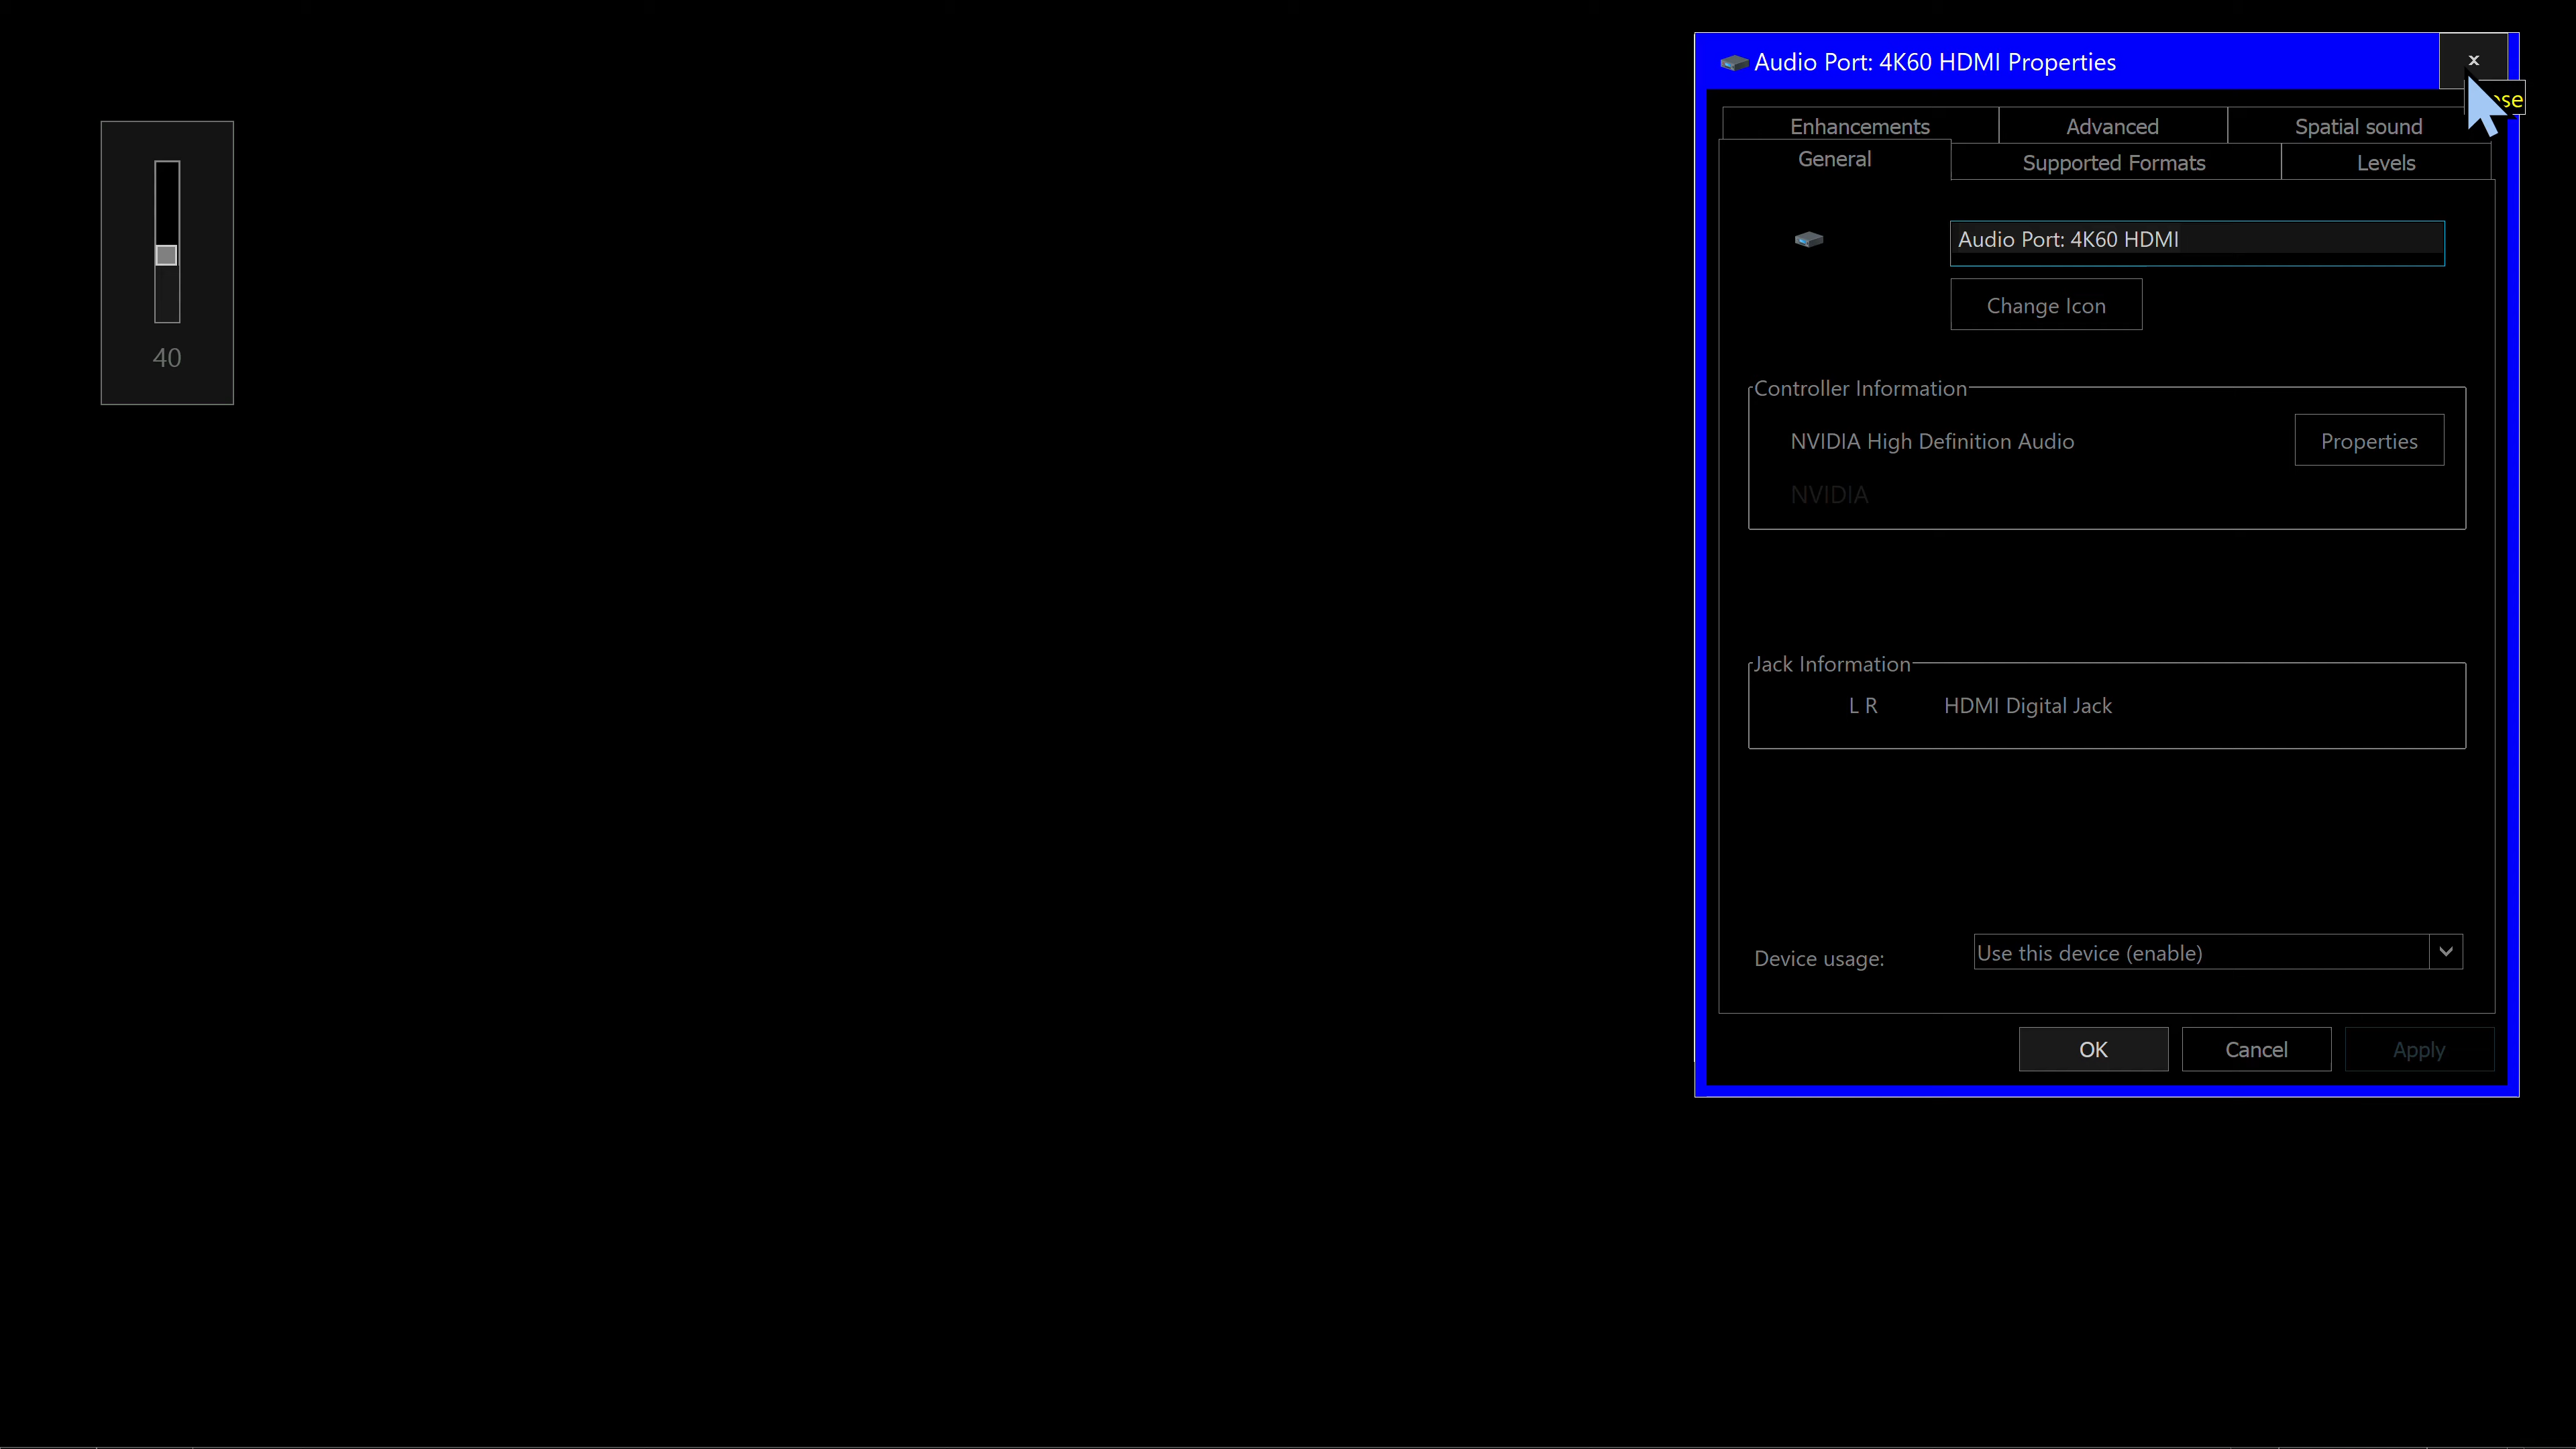 Audio Port: 4K60 HDMI Properties
x
Enhancements
Advanced
Spatial sound
General
Supported Formats
Levels
Audio Port: 4K60 HDMI
Change Icon
40
Controller Information
NVIDIA High Definition Audio
Properties
NVIDIA
Jack Information
L R
HDMI Digital Jack
Device usage:
Use this device (enable)
OK
Cancel
Apply